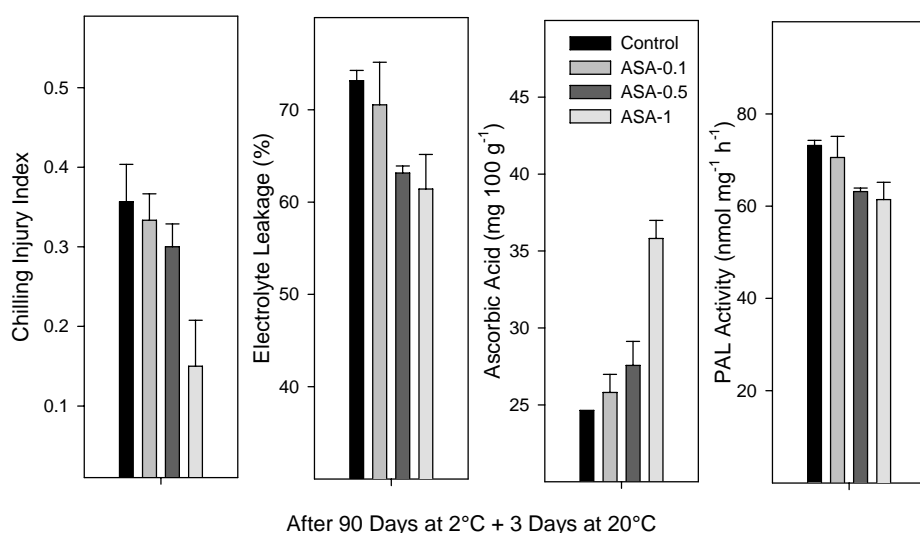 Chilling Injury Index
0.5
0.4
0.3
0.2
0.1
Electrolyte Leakage (%)
70
60
50
40
Ascorbic Acid (mg 100 g⁻¹)
45
40
35
30
25
Control
ASA-0.1
ASA-0.5
ASA-1
PAL Activity (nmol mg⁻¹ h⁻¹)
80
60
40
20
After 90 Days at 2°C + 3 Days at 20°C